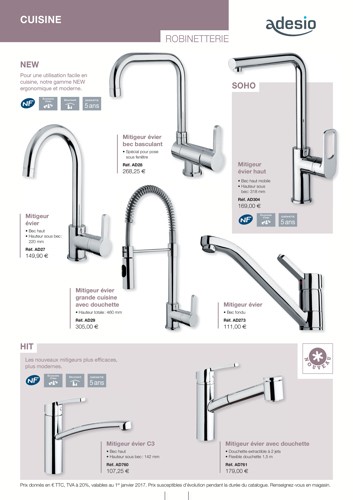 CUISINE
adesio
ROBINETTERIE
NEW
Pour une utilisation facile en
cuisine, notre gamme NEW
ergonomique et moderne.
NF
5 ans
SOHO
Mitigeur évier
bec basculant
• Spécial pour pose
sous fenêtre
Réf. AD28
268,25 €
Mitigeur
évier haut
• Bec haut mobile
• Hauteur sous
bec: 318 mm
Réf. AD304
169,00 €
NF
5 ans
Mitigeur
évier
• Bec haut
• Hauteur sous bec:
220 mm
Réf. AD27
149,90 €
Mitigeur évier
grande cuisine
avec douchette
• Hauteur totale: 460 mm
Réf. AD29
305,00 €
Mitigeur évier
• Bec fondu
Réf. AD273
111,00 €
HIT
Les nouveaux mitigeurs plus efficaces,
plus modernes.
NF
5 ans
Mitigeur évier C3
• Bec haut
• Hauteur sous bec: 142 mm
Réf. AD760
107,25 €
Mitigeur évier avec douchette
• Douchette extractible à 2 jets
• Flexible douchette 1,5 m
Réf. AD761
179,00 €
Prix donnés en € TTC, TVA à 20%, valables au 1er janvier 2017. Prix susceptibles d'évolution pendant la durée du catalogue. Renseignez-vous en magasin.